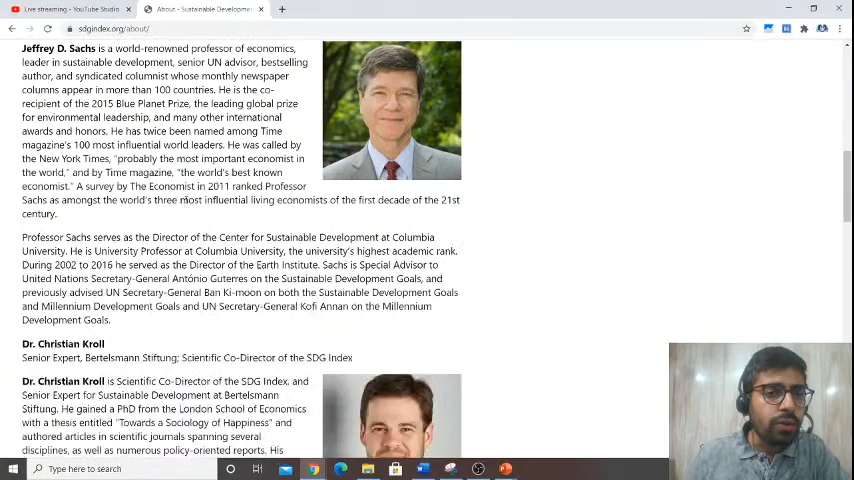 Live streaming - YouTube Studio
About - Sustainable Developme
sdgindex.org/about/
Jeffrey D. Sachs is a world-renowned professor of economics,
leader in sustainable development, senior UN advisor, bestselling
author, and syndicated columnist whose monthly newspaper
columns appear in more than 100 countries. He is the co-
recipient of the 2015 Blue Planet Prize, the leading global prize
for environmental leadership, and many other international
awards and honors. He has twice been named among Time
magazine's 100 most influential world leaders. He was called by
the New York Times, "probably the most important economist in
the world," and by Time magazine, "the world's best known
economist." A survey by The Economist in 2011 ranked Professor
Sachs as amongst the world's three most influential living economists of the first decade of the 21st
century.
Professor Sachs serves as the Director of the Center for Sustainable Development at Columbia
University. He is University Professor at Columbia University, the university's highest academic rank.
During 2002 to 2016 he served as the Director of the Earth Institute. Sachs is Special Advisor to
United Nations Secretary-General António Guterres on the Sustainable Development Goals, and
previously advised UN Secretary-General Ban Ki-moon on both the Sustainable Development Goals
and Millennium Development Goals and UN Secretary-General Kofi Annan on the Millennium
Development Goals.
Dr. Christian Kroll
Senior Expert, Bertelsmann Stiftung; Scientific Co-Director of the SDG Index
Dr. Christian Kroll is Scientific Co-Director of the SDG Index, and
Senior Expert for Sustainable Development at Bertelsmann
Stiftung. He gained a PhD from the London School of Economics
with a thesis entitled "Towards a Sociology of Happiness" and
authored articles in scientific journals spanning several
disciplines, as well as numerous policy-oriented reports. His
Type here to search